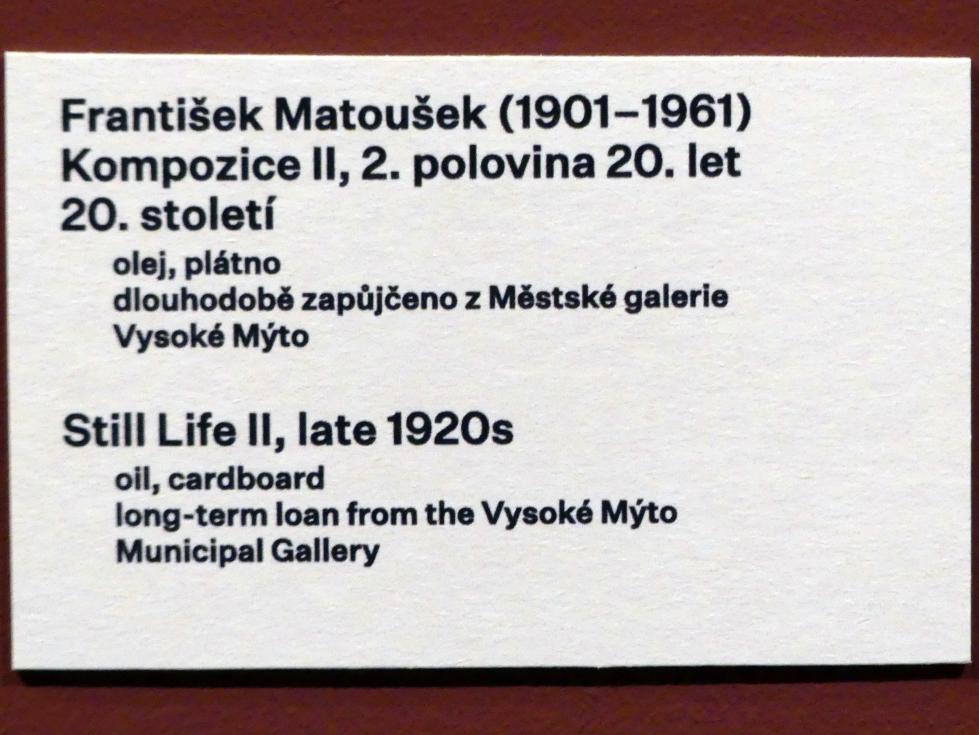 František Matoušek (1901–1961)
Kompozice II, 2. polovina 20. let
20. století
olej, plátno
dlouhodobě zapůjčeno z Městské galerie
Vysoké Mýto
Still Life II, late 1920s
oil, cardboard
long-term loan from the Vysoké Mýto
Municipal Gallery